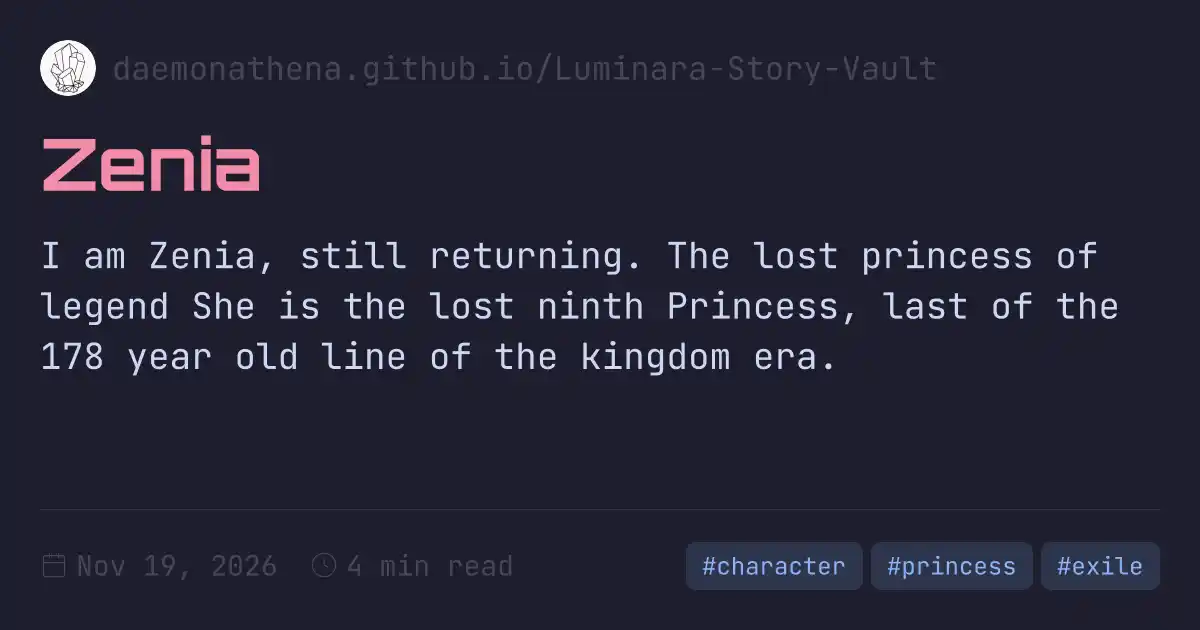 daemonathena.github.io/Luminara-Story-Vault
Zenia
I am Zenia, still returning. The lost princess of
legend She is the lost ninth Princess, last of the
178 year old line of the kingdom era.
Nov 19, 2026 4 min read #character #princess #exile